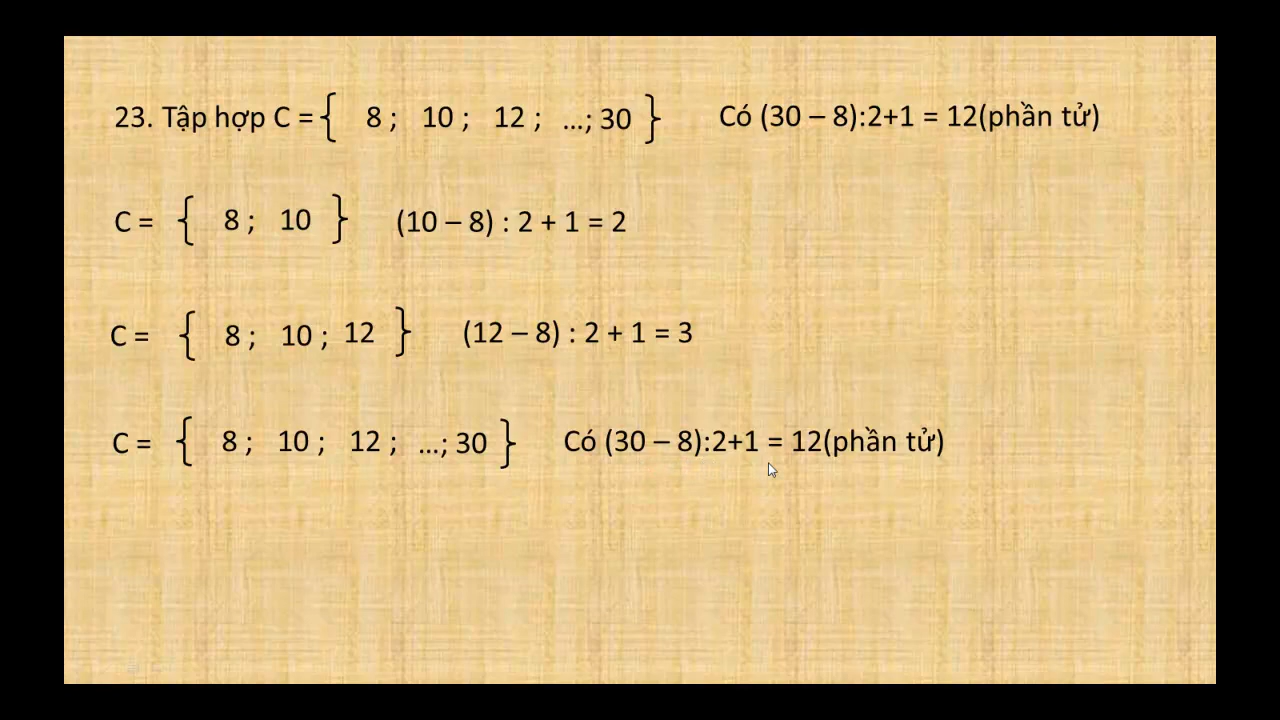 23. Tập hợp C = { 8 ; 10 ; 12 ; ...; 30 } Có (30 – 8):2+1 = 12(phần tử)
C = { 8 ; 10 } (10 – 8) : 2 + 1 = 2
C = { 8 ; 10 ; 12 } (12 – 8) : 2 + 1 = 3
C = { 8 ; 10 ; 12 ; ...; 30 } Có (30 – 8):2+1 = 12(phần tử)